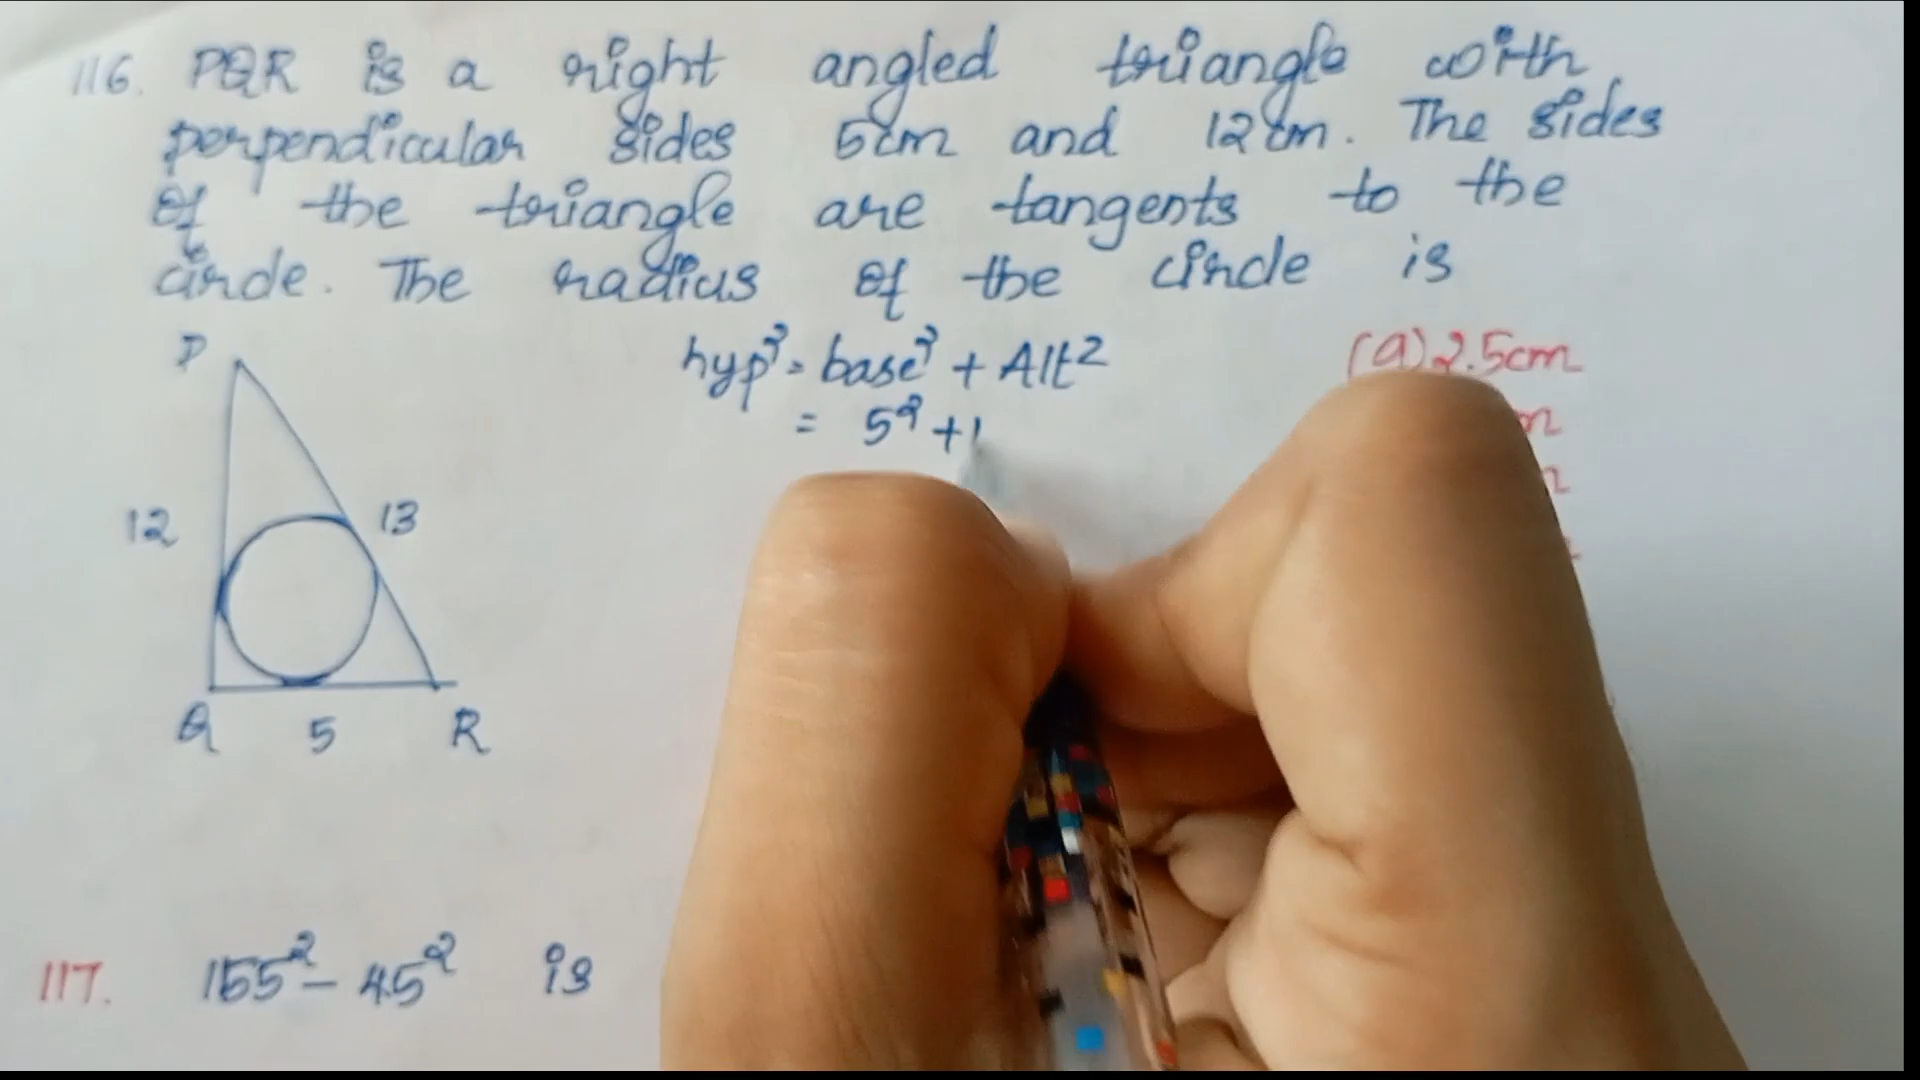 116. PQR is a right angled triangle with
perpendicular sides 5cm and 12cm. The sides
of the triangle are tangents to the
circle. The radius of the circle is
P
hyp² = base² + Alt²
(a) 2.5cm
= 5² +1
12
13
Q
5
R
117. 155² - 45² is